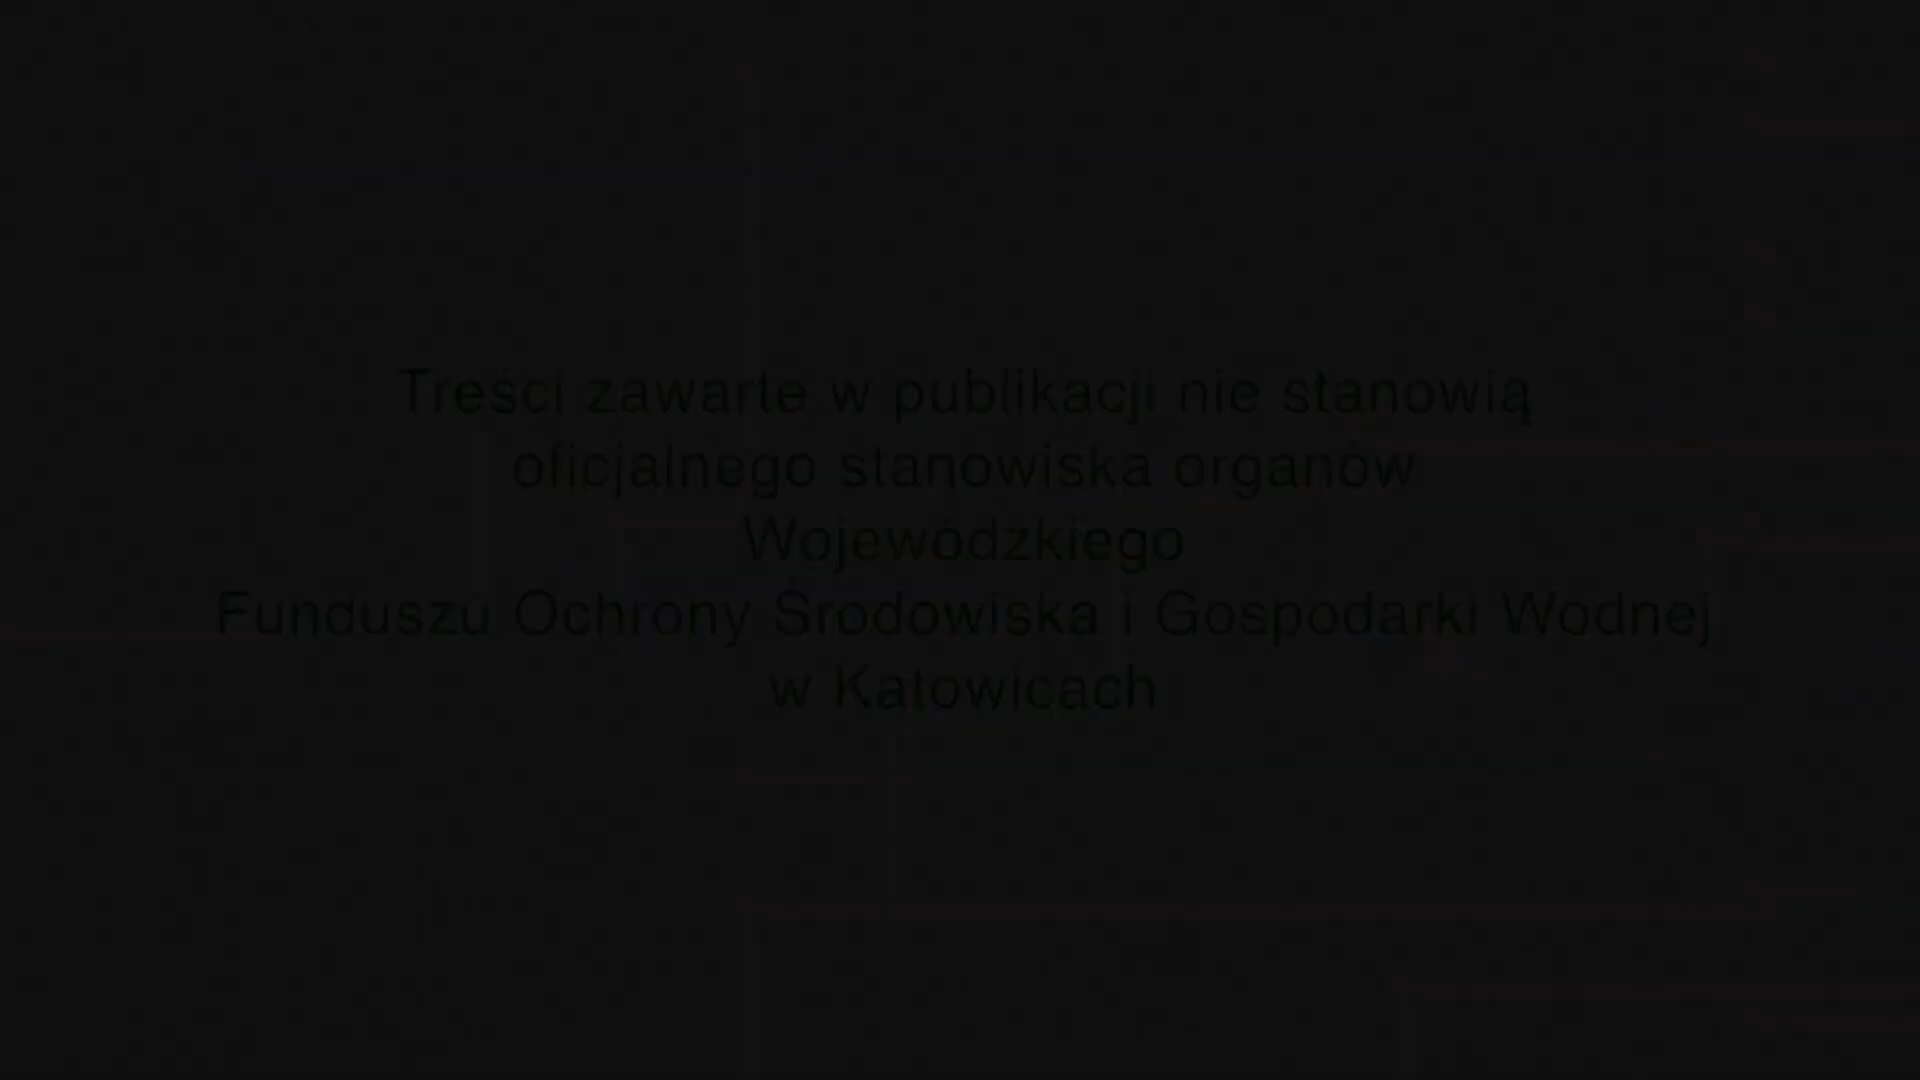 Treści zawarte w publikacji nie stanowią
oficjalnego stanowiska organów
Wojewódzkiego
Funduszu Ochrony Środowiska i Gospodarki Wodnej
w Katowicach